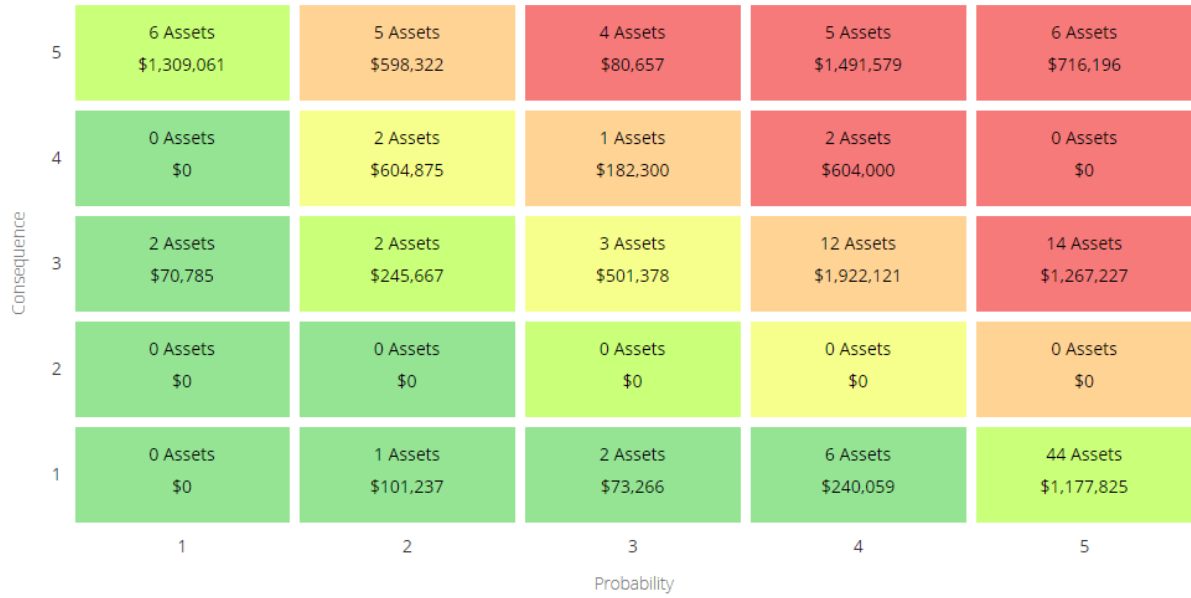 5
6 Assets
$1,309,061
5 Assets
$598,322
4 Assets
$80,657
5 Assets
$1,491,579
6 Assets
$716,196
4
0 Assets
$0
2 Assets
$604,875
1 Assets
$182,300
2 Assets
$604,000
0 Assets
$0
Consequence
3
2 Assets
$70,785
2 Assets
$245,667
3 Assets
$501,378
12 Assets
$1,922,121
14 Assets
$1,267,227
2
0 Assets
$0
0 Assets
$0
0 Assets
$0
0 Assets
$0
0 Assets
$0
1
0 Assets
$0
1 Assets
$101,237
2 Assets
$73,266
6 Assets
$240,059
44 Assets
$1,177,825
1
2
3
4
5
Probability